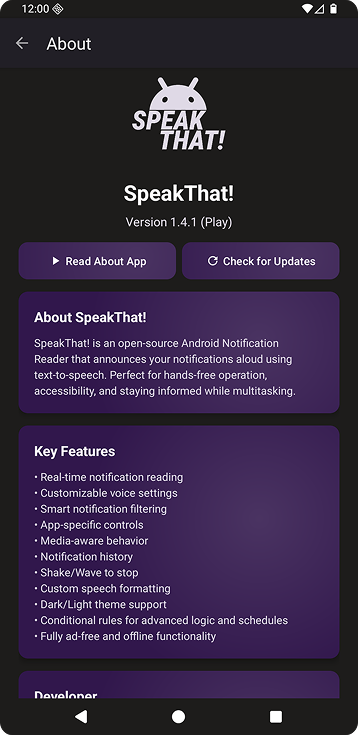 12:00
About
SPEAK
THAT!
SpeakThat!
Version 1.4.1 (Play)
Read About App
Check for Updates
About SpeakThat!
SpeakThat! is an open-source Android Notification
Reader that announces your notifications aloud using
text-to-speech. Perfect for hands-free operation,
accessibility, and staying informed while multitasking.
Key Features
• Real-time notification reading
• Customizable voice settings
• Smart notification filtering
• App-specific controls
• Media-aware behavior
• Notification history
• Shake/Wave to stop
• Custom speech formatting
• Dark/Light theme support
• Conditional rules for advanced logic and schedules
• Fully ad-free and offline functionality
Developer